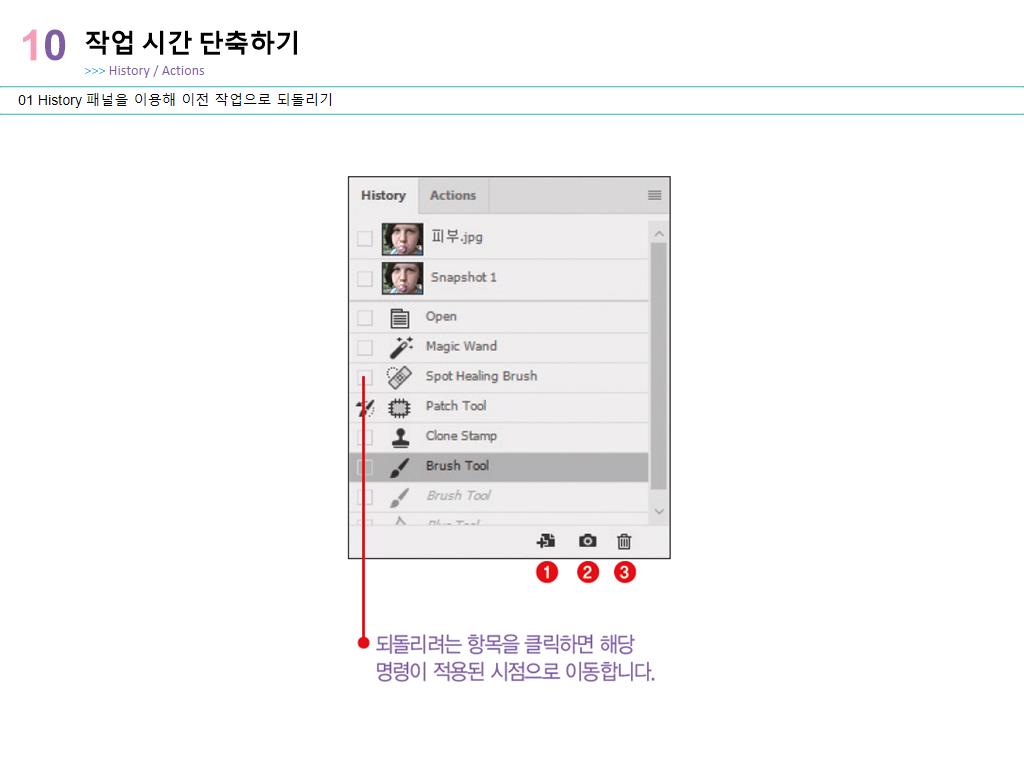 10 작업 시간 단축하기
>>> History / Actions
01 History 패널을 이용해 이전 작업으로 되돌리기
History Actions
피부.jpg
Snapshot 1
Open
Magic Wand
Spot Healing Brush
Patch Tool
Clone Stamp
Brush Tool
Brush Tool
1 2 3
되돌리려는 항목을 클릭하면 해당
명령이 적용된 시점으로 이동합니다.